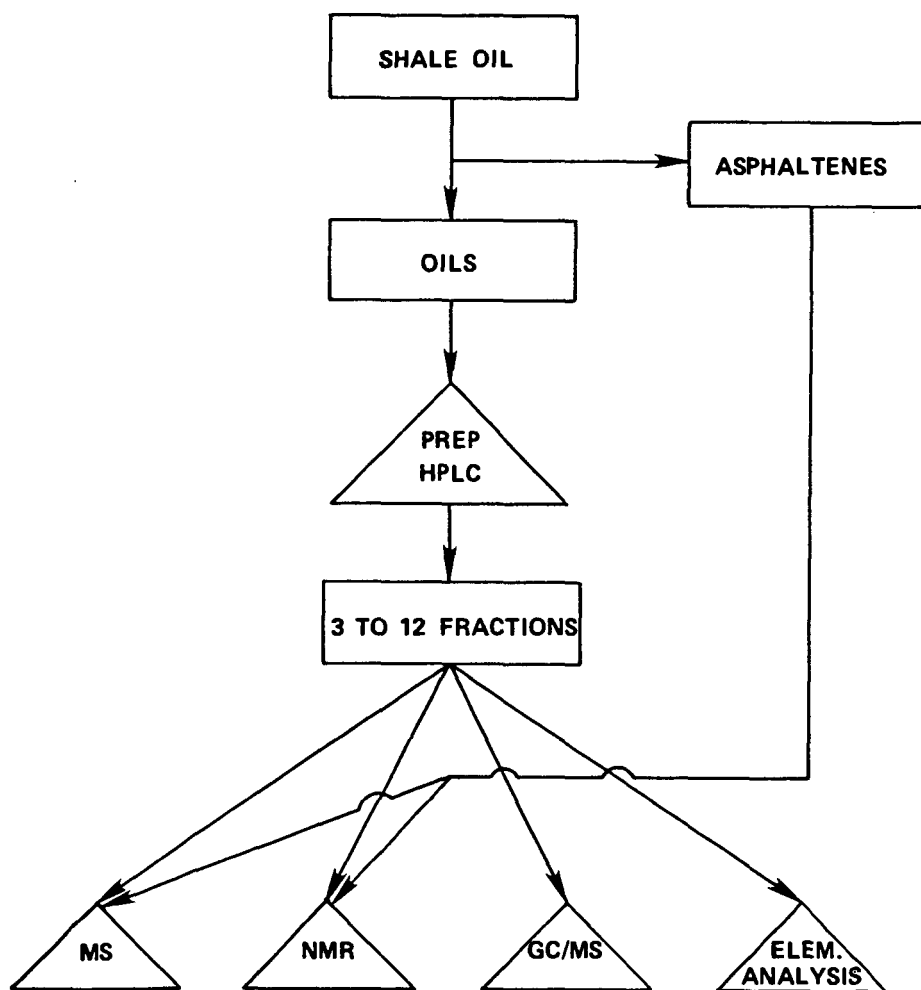 SHALE OIL
ASPHALTENES
OILS
PREP
HPLC
3 TO 12 FRACTIONS
MS
NMR
GC/MS
ELEM.
ANALYSIS